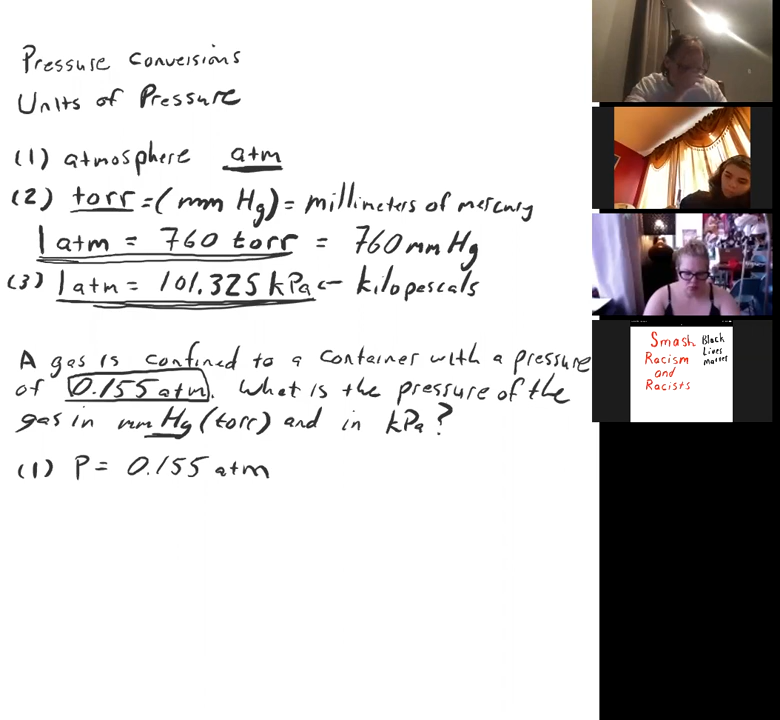 Pressure Conversions
Units of Pressure
(1) atmosphere atm
(2) torr = (mm Hg) = millimeters of mercury
1 atm = 760 torr = 760 mm Hg
(3) 1 atm = 101.325 kPa ← kilopascals
A gas is confined to a container with a pressure
of 0.155 atm. What is the pressure of the
gas in mm Hg (torr) and in kPa?
(1) P = 0.155 atm
Smash
Racism
and
Racists
Black
Lives
Matter